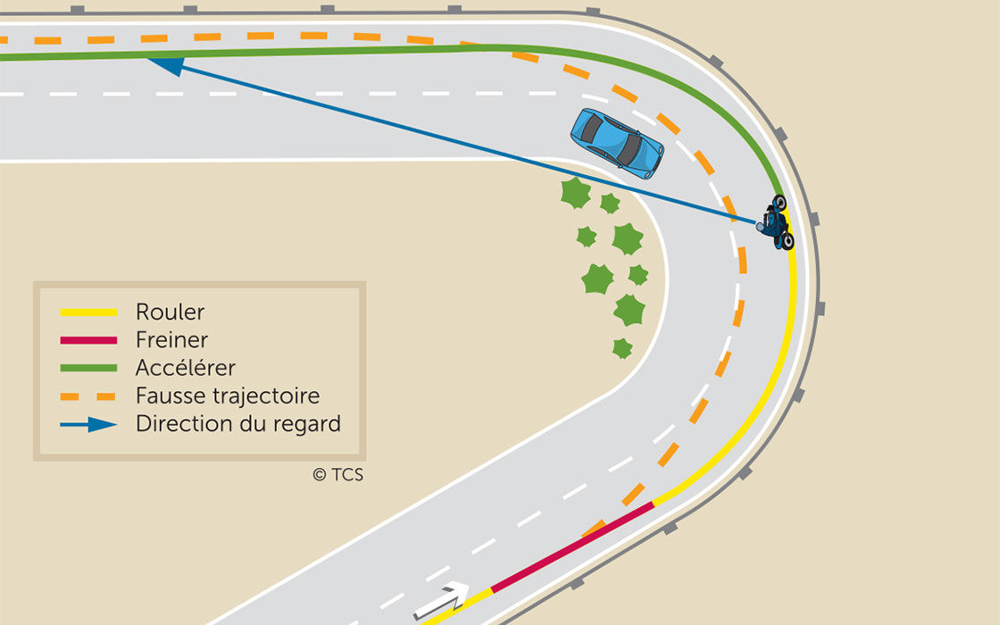 Rouler
Freiner
Accélérer
Fausse trajectoire
Direction du regard
© TCS